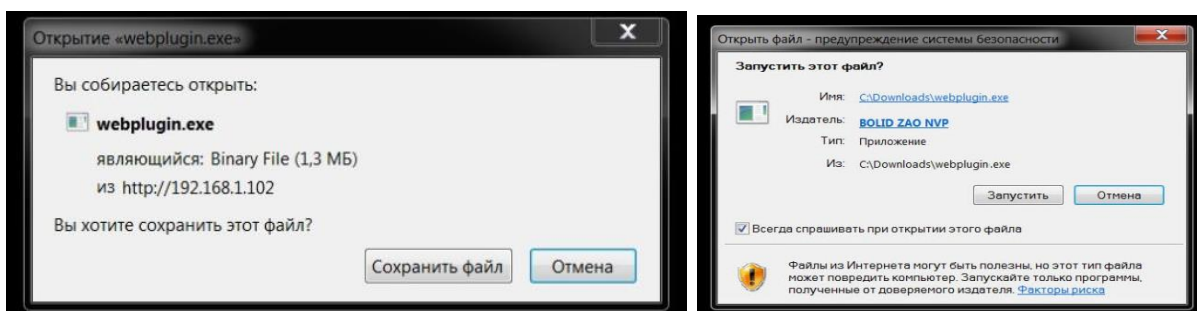 Открытие «webplugin.exe»
Вы собираетесь открыть:
webplugin.exe
являющийся: Binary File (1,3 МБ)
из http://192.168.1.102
Вы хотите сохранить этот файл?
Сохранить файл
Отмена
Открыть файл - предупреждение системы безопасности
Запустить этот файл?
Имя: C:\Downloads\webplugin.exe
Издатель: BOLID ZAO NVP
Тип: Приложение
Из: C:\Downloads\webplugin.exe
Запустить
Отмена
Всегда спрашивать при открытии этого файла
Файлы из Интернета могут быть полезны, но этот тип файла
может повредить компьютер. Запускайте только программы,
полученные от доверяемого издателя. Факторы риска